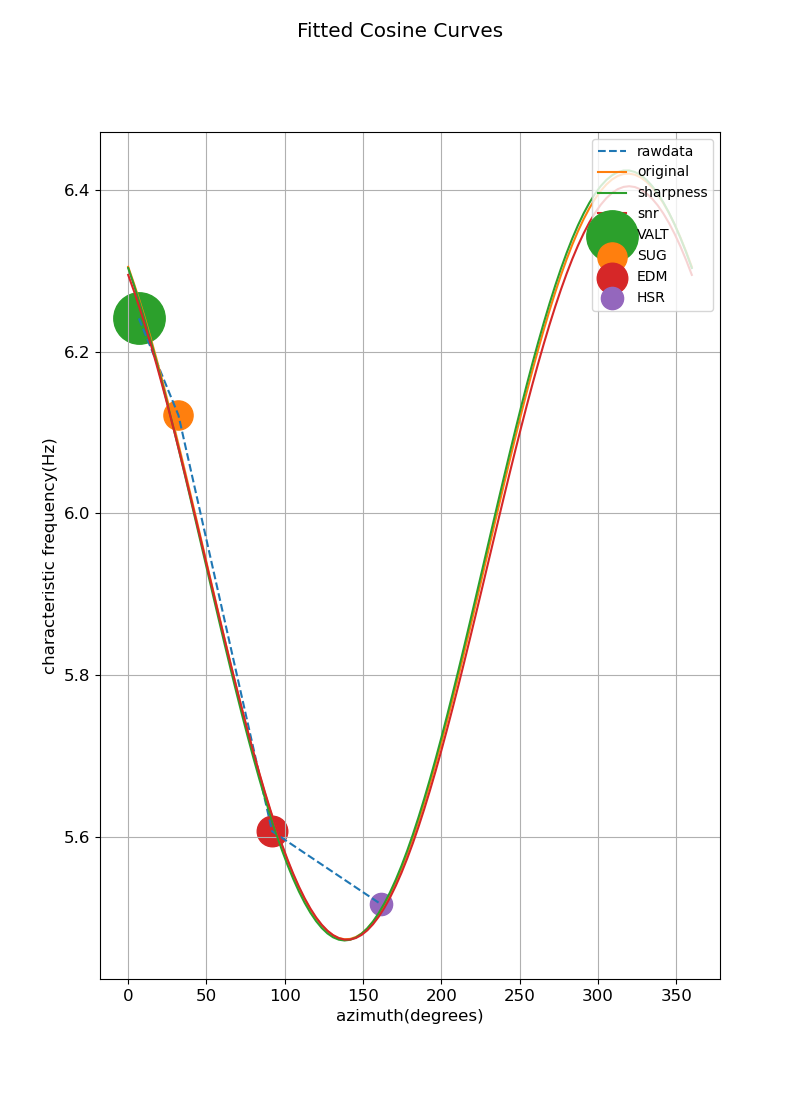 Fitted Cosine Curves
rawdata
original
sharpness
snr
VALT
SUG
EDM
HSR
characteristic frequency(Hz)
6.4
6.2
6.0
5.8
5.6
0 50 100 150 200 250 300 350
azimuth(degrees)